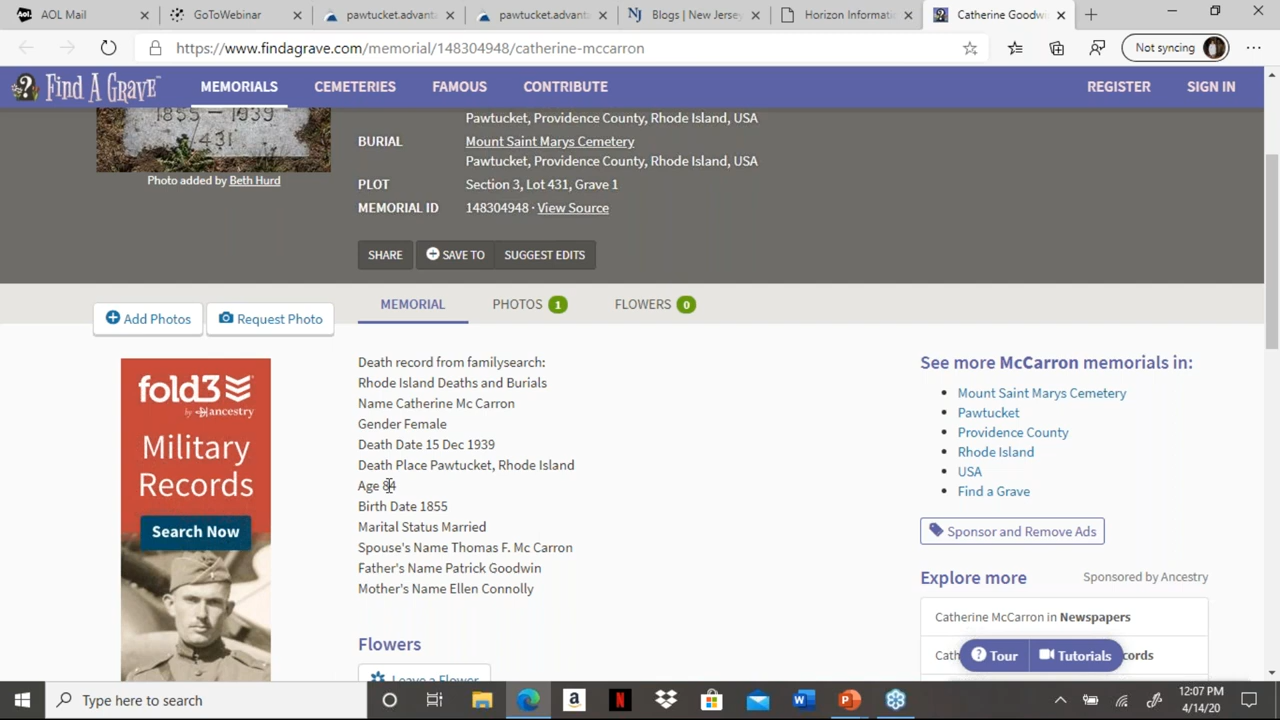 AOL Mail
GoToWebinar
pawtucket.advanta
pawtucket.advanta
Blogs | New Jersey
Horizon Informati
Catherine Goodwi
https://www.findagrave.com/memorial/148304948/catherine-mccarron
Not syncing
FIND A GRAVE
MEMORIALS
CEMETERIES
FAMOUS
CONTRIBUTE
REGISTER
SIGN IN
1855 – 1939
431
Photo added by Beth Hurd
Pawtucket, Providence County, Rhode Island, USA
BURIAL
Mount Saint Marys Cemetery
Pawtucket, Providence County, Rhode Island, USA
PLOT
Section 3, Lot 431, Grave 1
MEMORIAL ID
148304948 · View Source
SHARE
SAVE TO
SUGGEST EDITS
Add Photos
Request Photo
MEMORIAL
PHOTOS 1
FLOWERS 0
fold3
by ancestry
Military
Records
Search Now
Death record from familysearch:
Rhode Island Deaths and Burials
Name Catherine Mc Carron
Gender Female
Death Date 15 Dec 1939
Death Place Pawtucket, Rhode Island
Age 84
Birth Date 1855
Marital Status Married
Spouse's Name Thomas F. Mc Carron
Father's Name Patrick Goodwin
Mother's Name Ellen Connolly
Flowers
Leave a Flower
See more McCarron memorials in:
Mount Saint Marys Cemetery
Pawtucket
Providence County
Rhode Island
USA
Find a Grave
Sponsor and Remove Ads
Explore more
Sponsored by Ancestry
Catherine McCarron in Newspapers
Cath
cords
Tour
Tutorials
Type here to search
12:07 PM
4/14/20